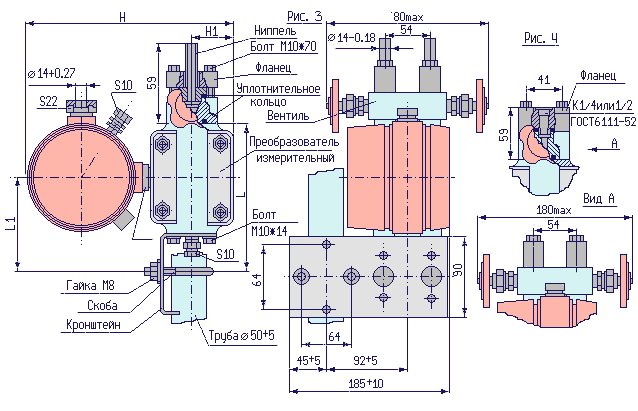 H
H1
Рис. 3
80max
54
⌀14-0.18
Рис. 4
Ниппель
Болт М10*70
Фланец
Уплотнительное
кольцо
Вентиль
59
⌀14+0.27
S22
S10
41
Фланец
К1/4или1/2
ГОСТ6111-52
59
А
Преобразователь
измерительный
L
L1
Болт
М10*14
S10
Вид А
180max
54
Гайка М8
Скоба
Кронштейн
Труба⌀50+5
64
90
64
45+5
92+5
185+10